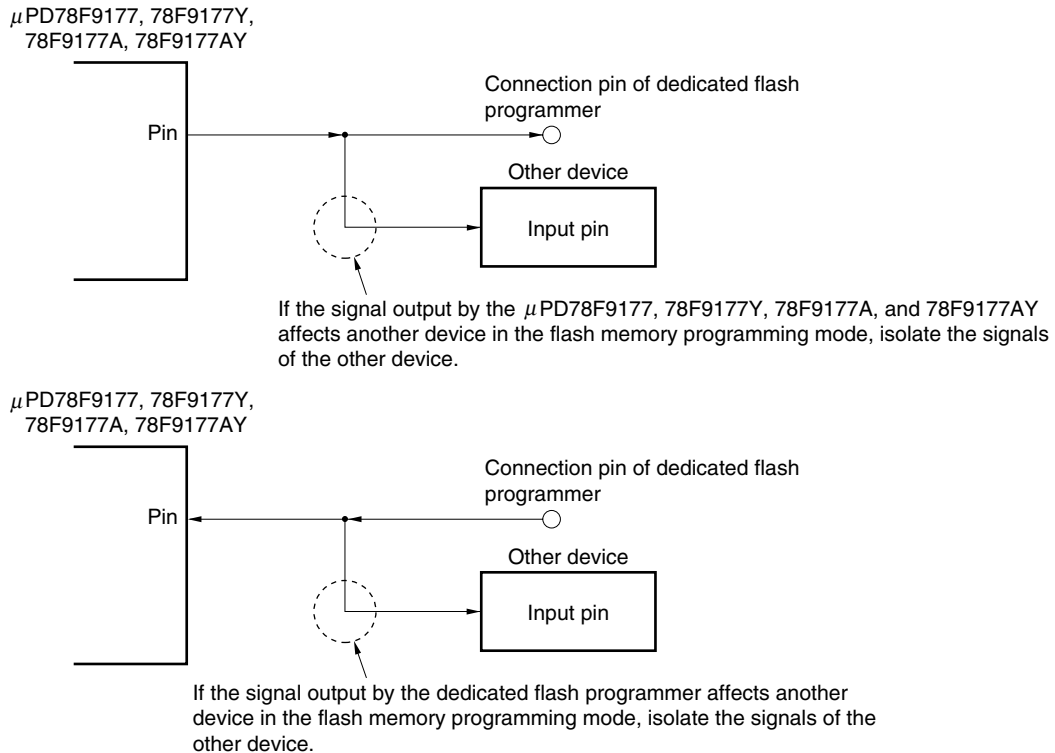 μPD78F9177, 78F9177Y,
78F9177A, 78F9177AY
Pin
Connection pin of dedicated flash
programmer
Other device
Input pin
If the signal output by the μPD78F9177, 78F9177Y, 78F9177A, and 78F9177AY
affects another device in the flash memory programming mode, isolate the signals
of the other device.
μPD78F9177, 78F9177Y,
78F9177A, 78F9177AY
Pin
Connection pin of dedicated flash
programmer
Other device
Input pin
If the signal output by the dedicated flash programmer affects another
device in the flash memory programming mode, isolate the signals of the
other device.